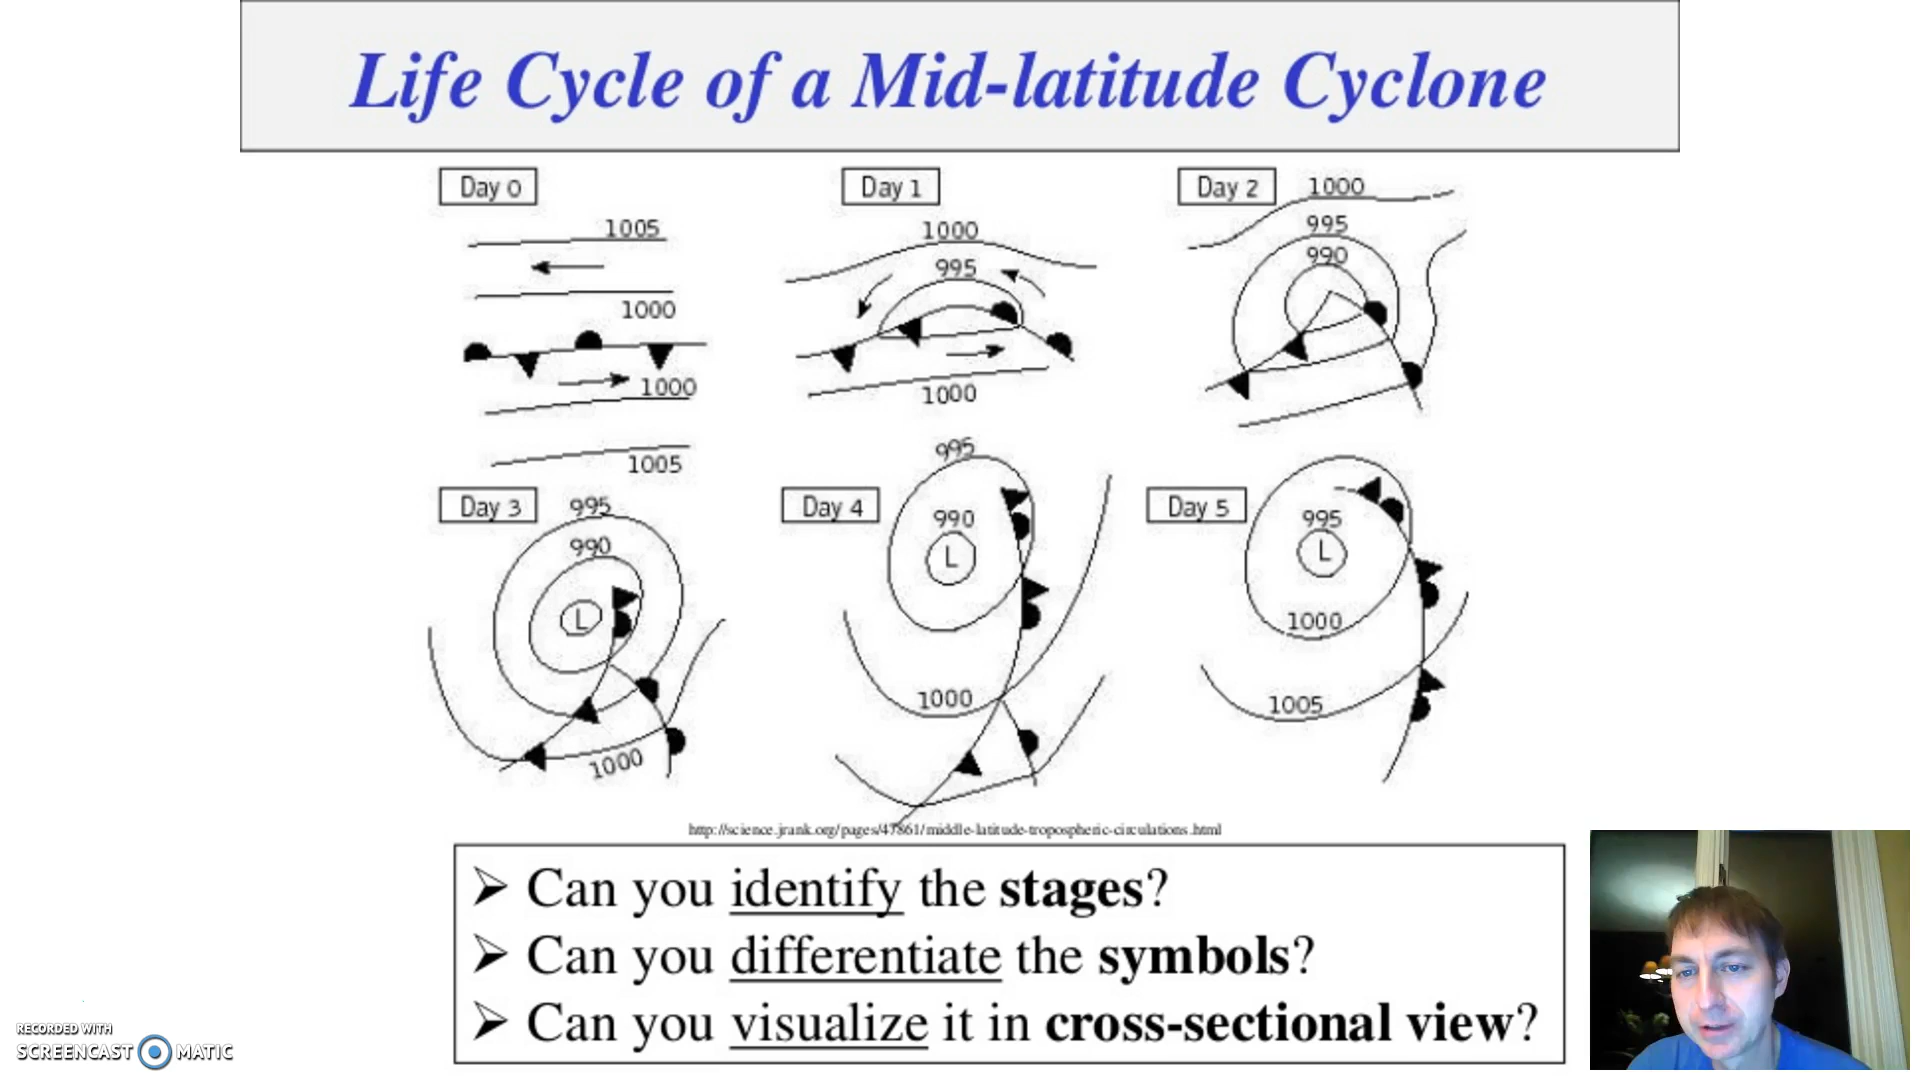 Life Cycle of a Mid-latitude Cyclone
Day 0
1005
1000
1000
1005
Day 1
1000
995
1000
Day 2
1000
995
990
Day 3
995
990
L
1000
Day 4
995
990
L
1000
Day 5
995
L
1000
1005
http://science.jrank.org/pages/47861/middle-latitude-tropospheric-circulations.html
➢ Can you identify the stages?
➢ Can you differentiate the symbols?
➢ Can you visualize it in cross-sectional view?
RECORDED WITH
SCREENCAST MATIC